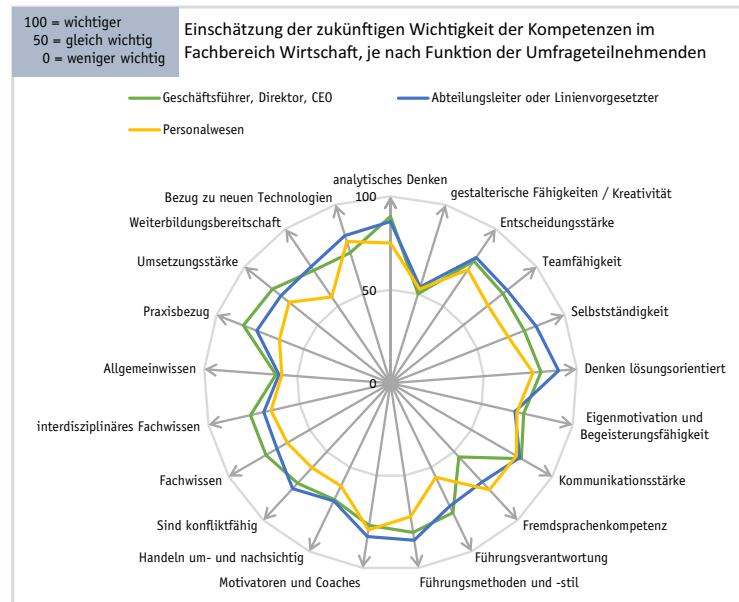 100 = wichtiger
50 = gleich wichtig
0 = weniger wichtig
Einschätzung der zukünftigen Wichtigkeit der Kompetenzen im
Fachbereich Wirtschaft, je nach Funktion der Umfrageteilnehmenden
Geschäftsführer, Direktor, CEO
Abteilungsleiter oder Linienvorgesetzter
Personalwesen
analytisches Denken
gestalterische Fähigkeiten / Kreativität
Entscheidungsstärke
Teamfähigkeit
Selbstständigkeit
Denken lösungsorientiert
Eigenmotivation und
Begeisterungsfähigkeit
Kommunikationsstärke
Fremdsprachenkompetenz
Führungsverantwortung
Führungsmethoden und -stil
Motivatoren und Coaches
Handeln um- und nachsichtig
Sind konfliktfähig
Fachwissen
interdisziplinäres Fachwissen
Allgemeinwissen
Praxisbezug
Umsetzungsstärke
Weiterbildungsbereitschaft
Bezug zu neuen Technologien
100
50
0